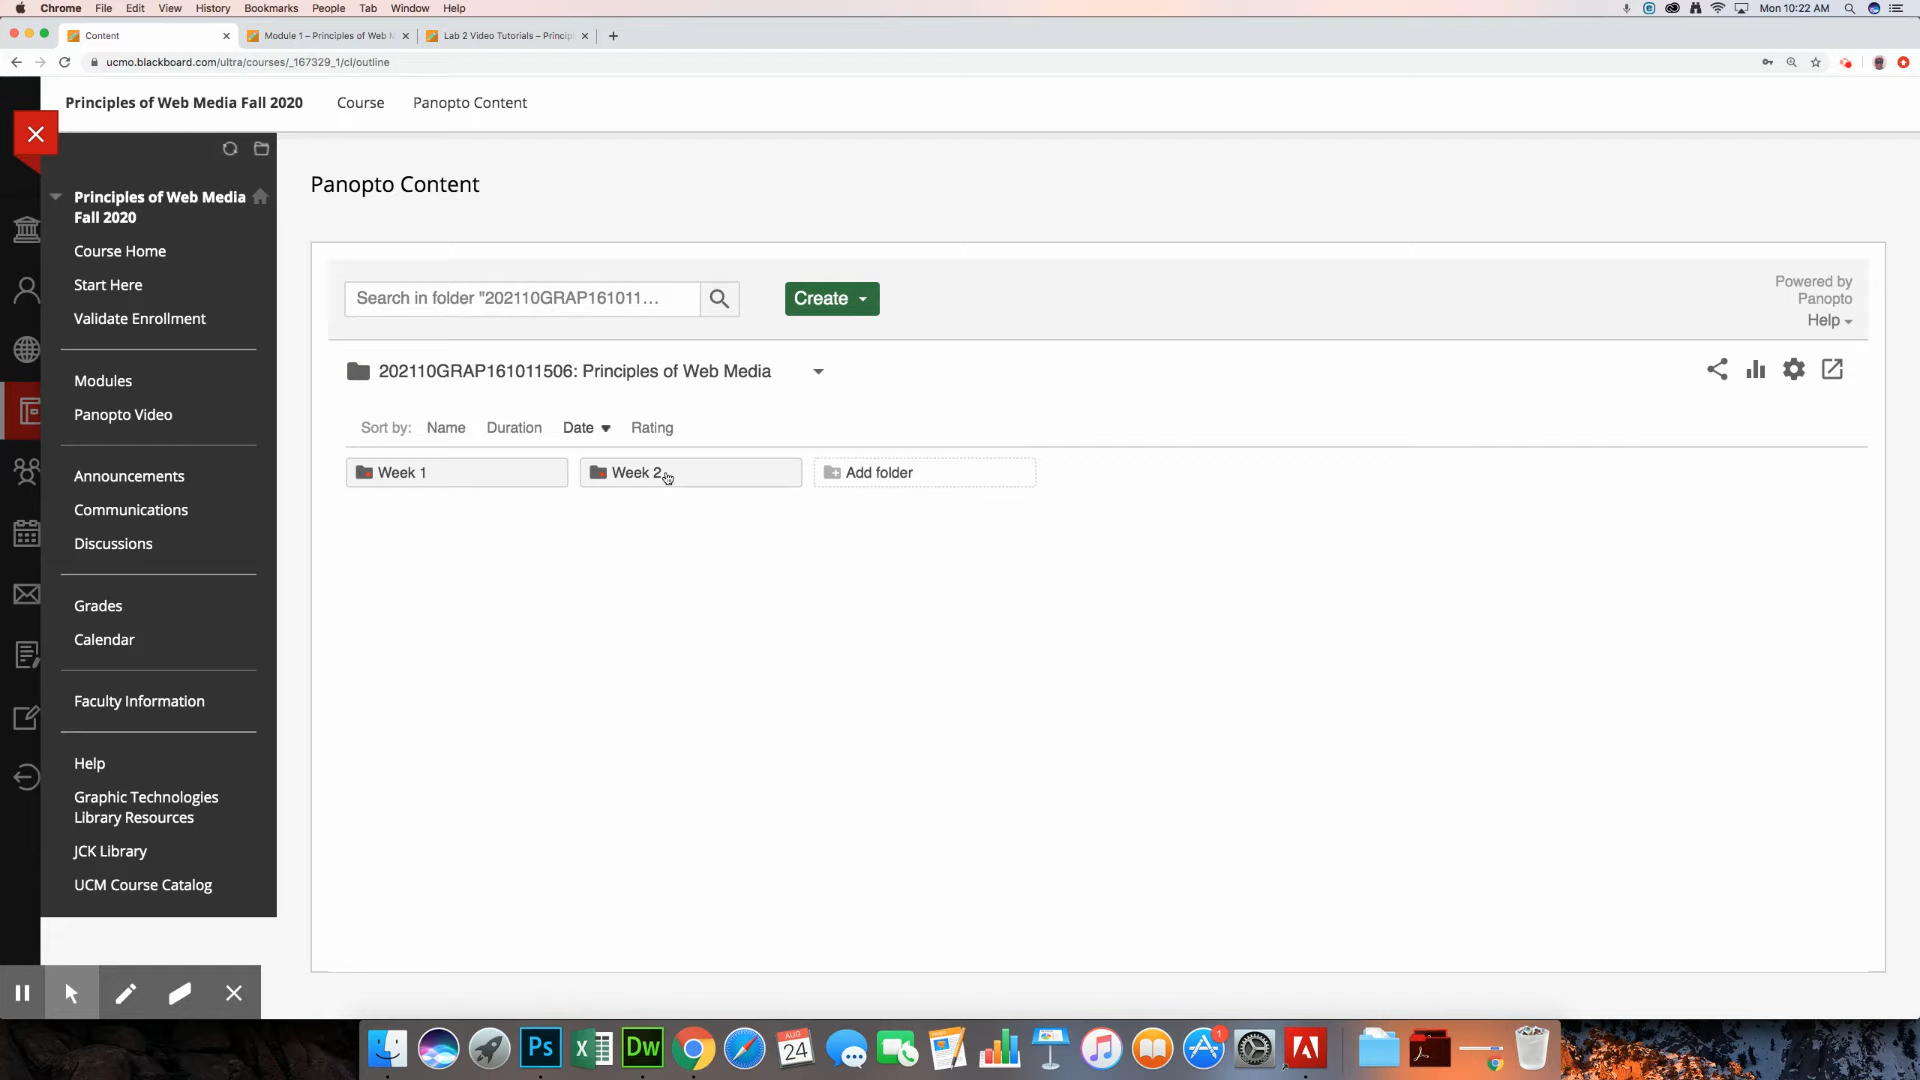 Chrome File Edit View History Bookmarks People Tab Window Help Mon 10:22 AM
Content Module 1 – Principles of Web M Lab 2 Video Tutorials – Princip
ucmo.blackboard.com/ultra/courses/_167329_1/cl/outline
Principles of Web Media Fall 2020 Course Panopto Content
Principles of Web Media
Fall 2020
Course Home
Start Here
Validate Enrollment
Modules
Panopto Video
Announcements
Communications
Discussions
Grades
Calendar
Faculty Information
Help
Graphic Technologies
Library Resources
JCK Library
UCM Course Catalog
Panopto Content
Search in folder "202110GRAP161011…
Create
Powered by
Panopto
Help
202110GRAP161011506: Principles of Web Media
Sort by: Name Duration Date Rating
Week 1 Week 2 Add folder
Ps Dw AUG 24 1